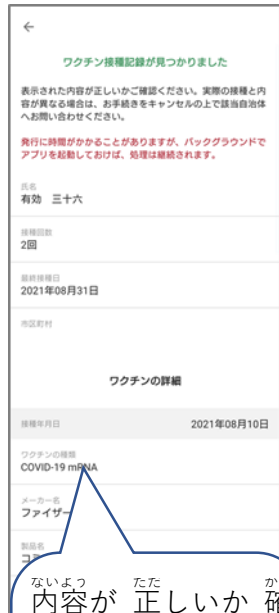 ←
ワクチン接種記録が見つかりました
表示された内容が正しいかご確認ください。実際の接種と内
容が異なる場合は、お手続きをキャンセルの上で該当自治体
へお問い合わせください。
発行に時間がかかることがありますが、バックグラウンドで
アプリを起動しておけば、処理は継続されます。
氏名
有効 三十六
接種回数
2回
最終接種日
2021年08月31日
市区町村
ワクチンの詳細
接種年月日 2021年08月10日
ワクチンの種類
COVID-19 mRNA
メーカー名
ファイザー
製品名
ないよう ただ
内容が 正しいか